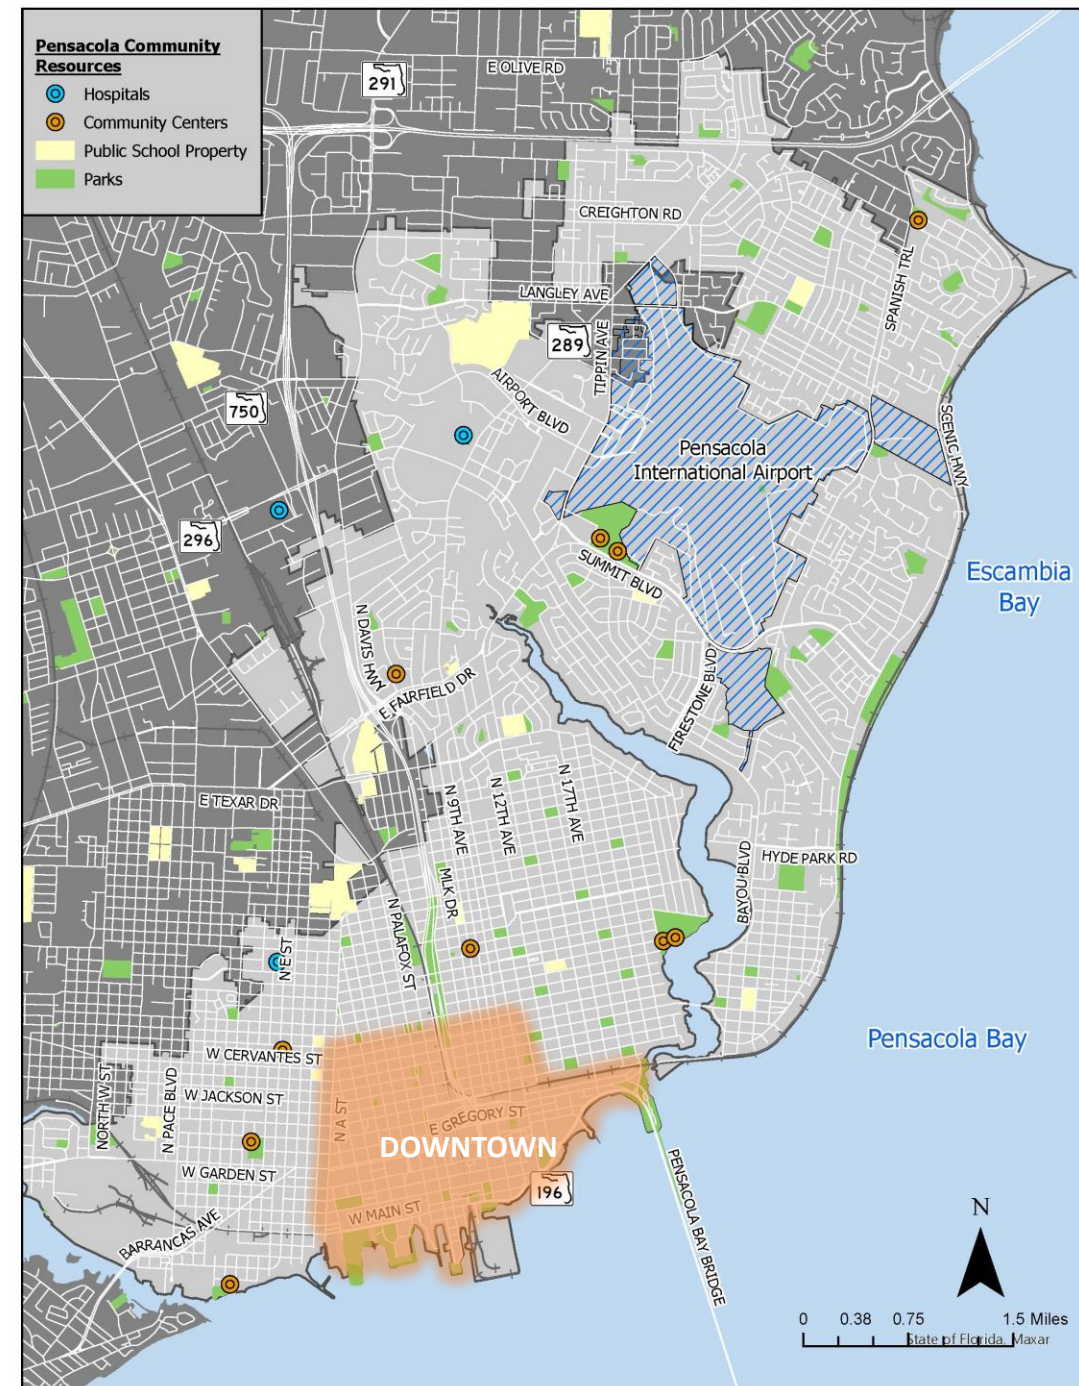 Pensacola Community
Resources
Hospitals
Community Centers
Public School Property
Parks
E OLIVE RD
291
CREIGHTON RD
SPANISH TRL
LANGLEY AVE
289
TIPPIN AVE
AIRPORT BLVD
750
SCENIC HWY
Pensacola
International Airport
296
SUMMIT BLVD
Escambia
Bay
N DAVIS HWY
E FAIRFIELD DR
FIRESTONE BLVD
E TEXAR DR
N 9TH AVE
N 12TH AVE
N 17TH AVE
HYDE PARK RD
BAYOU BLVD
MLK DR
N PALAFOX ST
N E ST
Pensacola Bay
W CERVANTES ST
NORTH W ST
N PACE BLVD
W JACKSON ST
N A ST
E GREGORY ST
DOWNTOWN
W GARDEN ST
196
W MAIN ST
BARRANCAS AVE
PENSACOLA BAY BRIDGE
N
0 0.38 0.75 1.5 Miles
State of Florida, Maxar